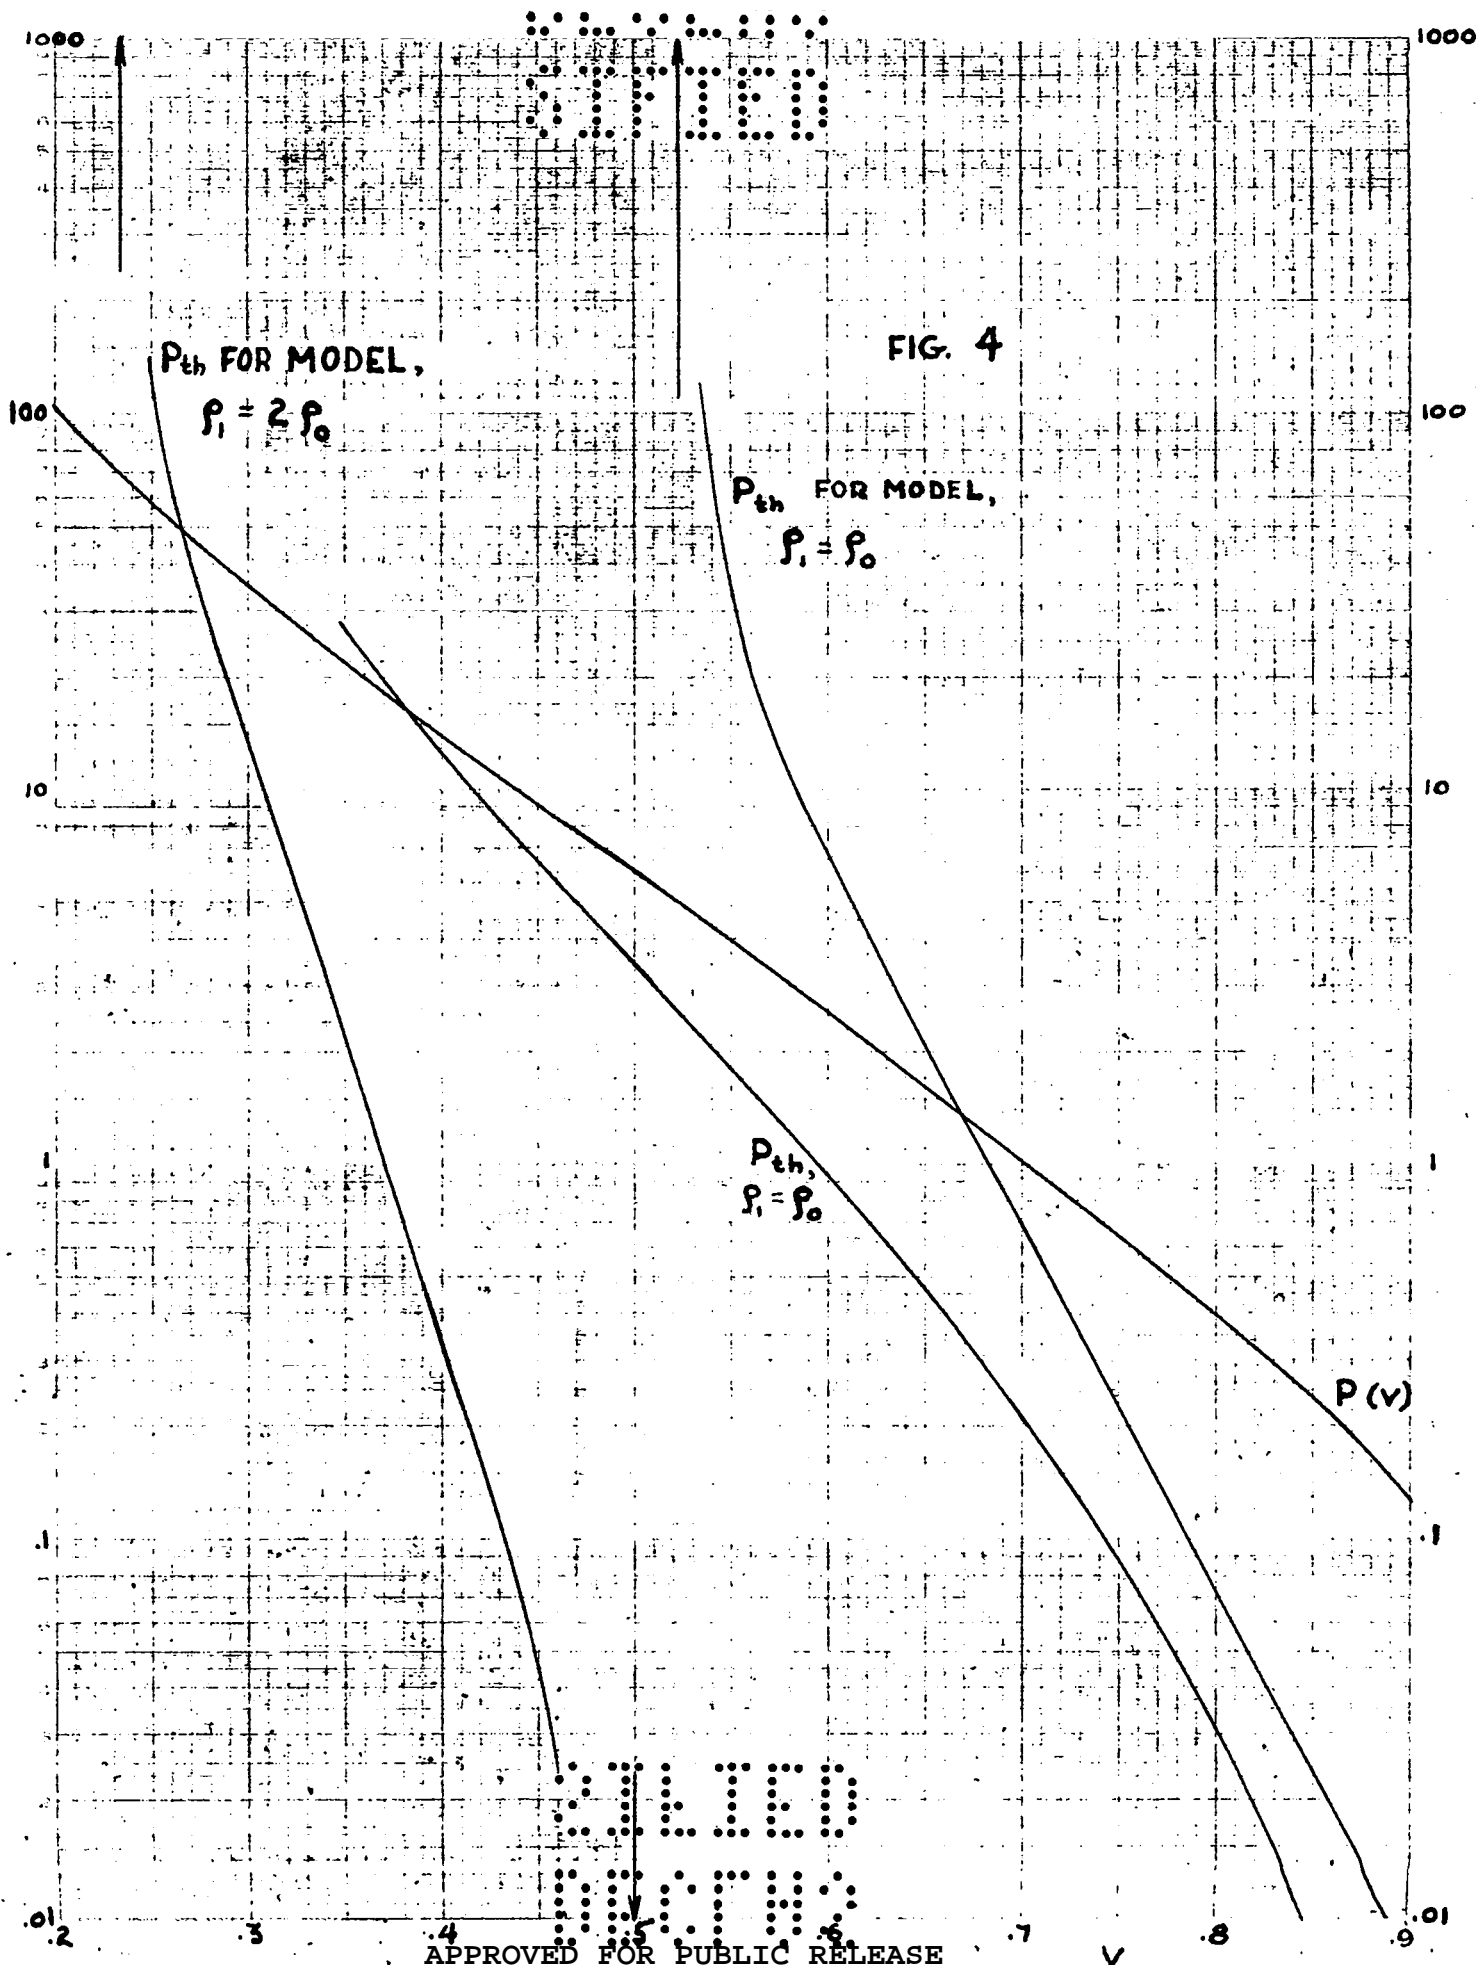 1000
1000
FIG. 4
Pth FOR MODEL,
ρ₁ = 2 ρ₀
100
100
Pth FOR MODEL,
ρ₁ = ρ₀
10
10
Pth,
ρ₁ = ρ₀
1
1
P (V)
.1
.1
.01
.01
.2 .3 .4 .5 .6 .7 .8 .9
V
APPROVED FOR PUBLIC RELEASE